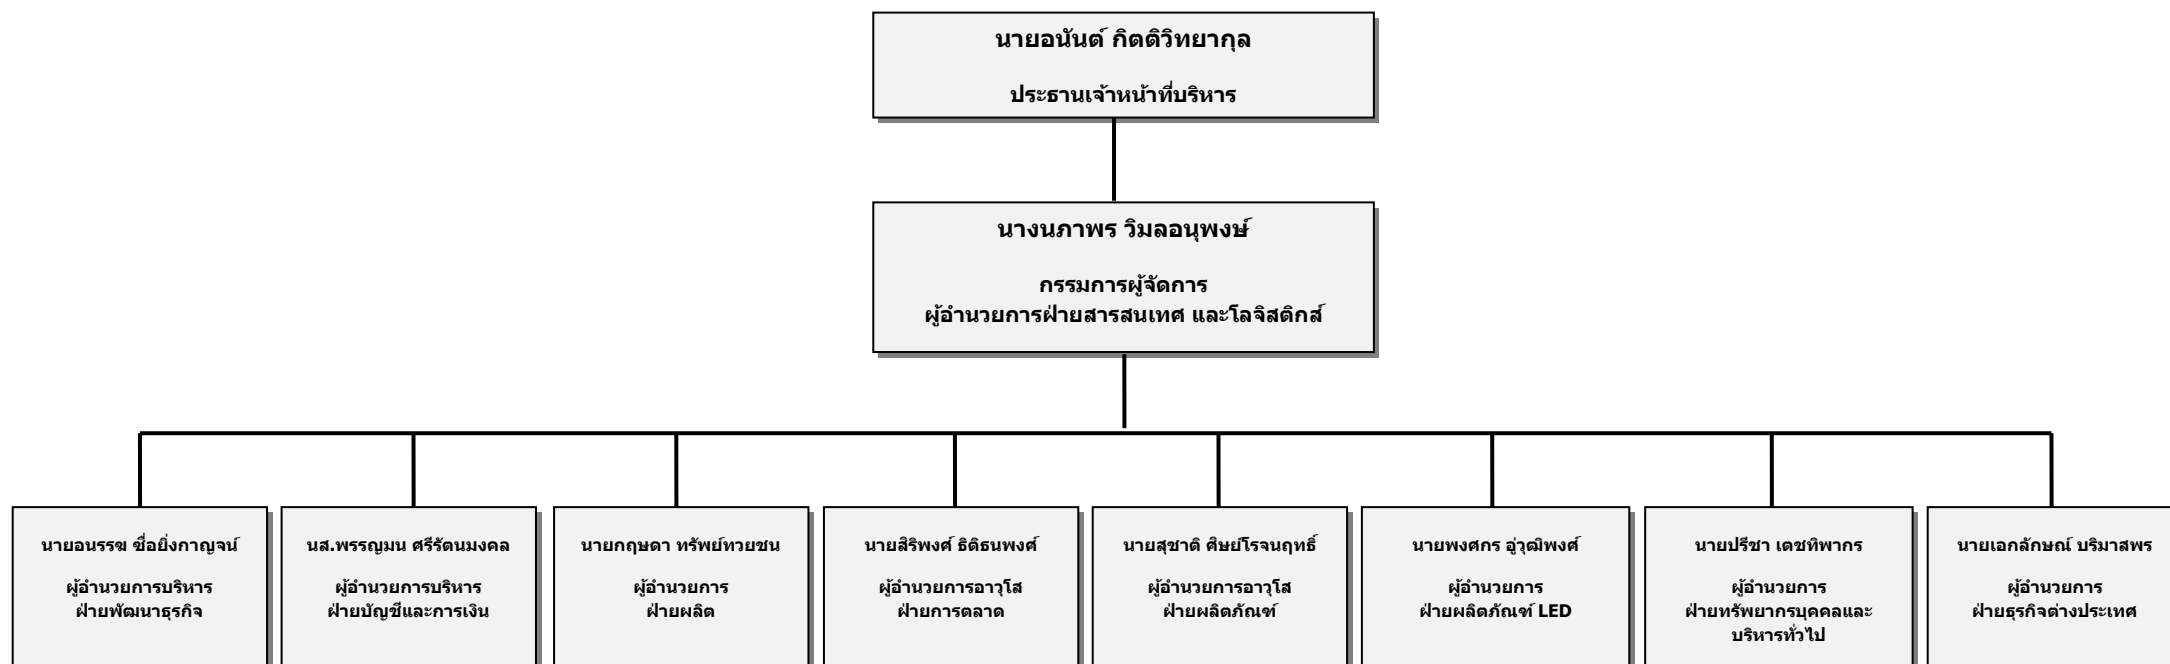 นายอนันต์ กิตติวิทยากุล
ประธานเจ้าหน้าที่บริหาร
นางนภาพร วิมลอนุพงษ์
กรรมการผู้จัดการ
ผู้อำนวยการฝ่ายสารสนเทศ และโลจิสติกส์
นายอนรรฆ ซื่อยิ่งกาญจน์
ผู้อำนวยการบริหาร
ฝ่ายพัฒนาธุรกิจ
นส.พรรญมน ศรีรัตนมงคล
ผู้อำนวยการบริหาร
ฝ่ายบัญชีและการเงิน
นายกฤษดา ทรัพย์ทวยชน
ผู้อำนวยการ
ฝ่ายผลิต
นายสิริพงศ์ ธิติธนพงศ์
ผู้อำนวยการอาวุโส
ฝ่ายการตลาด
นายสุชาติ ศิษย์โรจนฤทธิ์
ผู้อำนวยการอาวุโส
ฝ่ายผลิตภัณฑ์
นายพงศกร อู่วุฒิพงศ์
ผู้อำนวยการ
ฝ่ายผลิตภัณฑ์ LED
นายปรีชา เตชทิพากร
ผู้อำนวยการ
ฝ่ายทรัพยากรบุคคลและ
บริหารทั่วไป
นายเอกลักษณ์ บริมาสพร
ผู้อำนวยการ
ฝ่ายธุรกิจต่างประเทศ